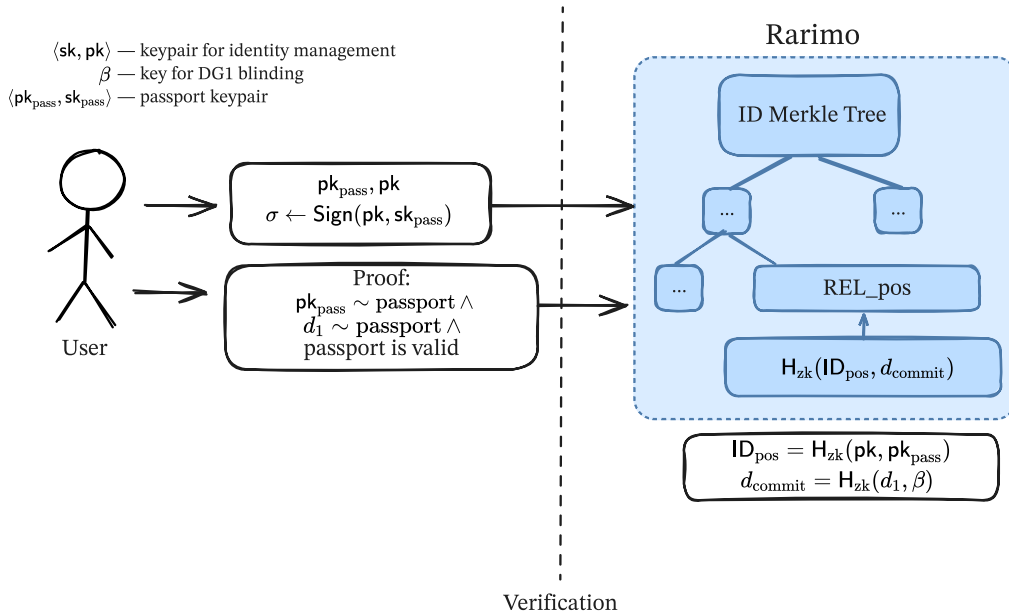 ⟨sk, pk⟩ — keypair for identity management
β — key for DG1 blinding
⟨pk_pass, sk_pass⟩ — passport keypair
User
pk_pass, pk
σ ← Sign(pk, sk_pass)
Proof:
pk_pass ∼ passport ∧
d_1 ∼ passport ∧
passport is valid
Verification
Rarimo
ID Merkle Tree
...
...
...
REL_pos
H_zk(ID_pos, d_commit)
ID_pos = H_zk(pk, pk_pass)
d_commit = H_zk(d_1, β)